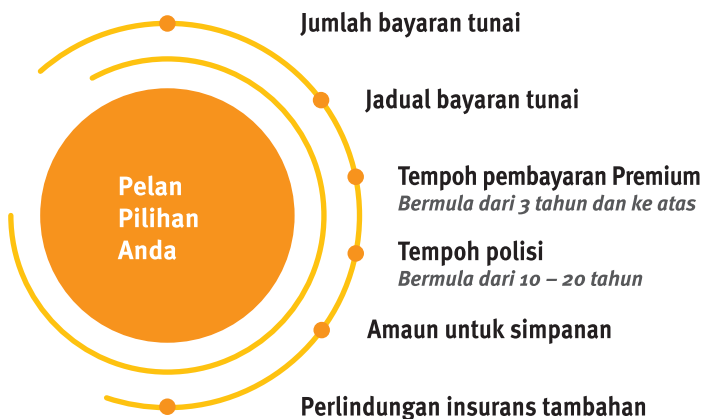 Jumlah bayaran tunai
Jadual bayaran tunai
Pelan
Pilihan
Anda
Tempoh pembayaran Premium
Bermula dari 3 tahun dan ke atas
Tempoh polisi
Bermula dari 10 – 20 tahun
Amaun untuk simpanan
Perlindungan insurans tambahan